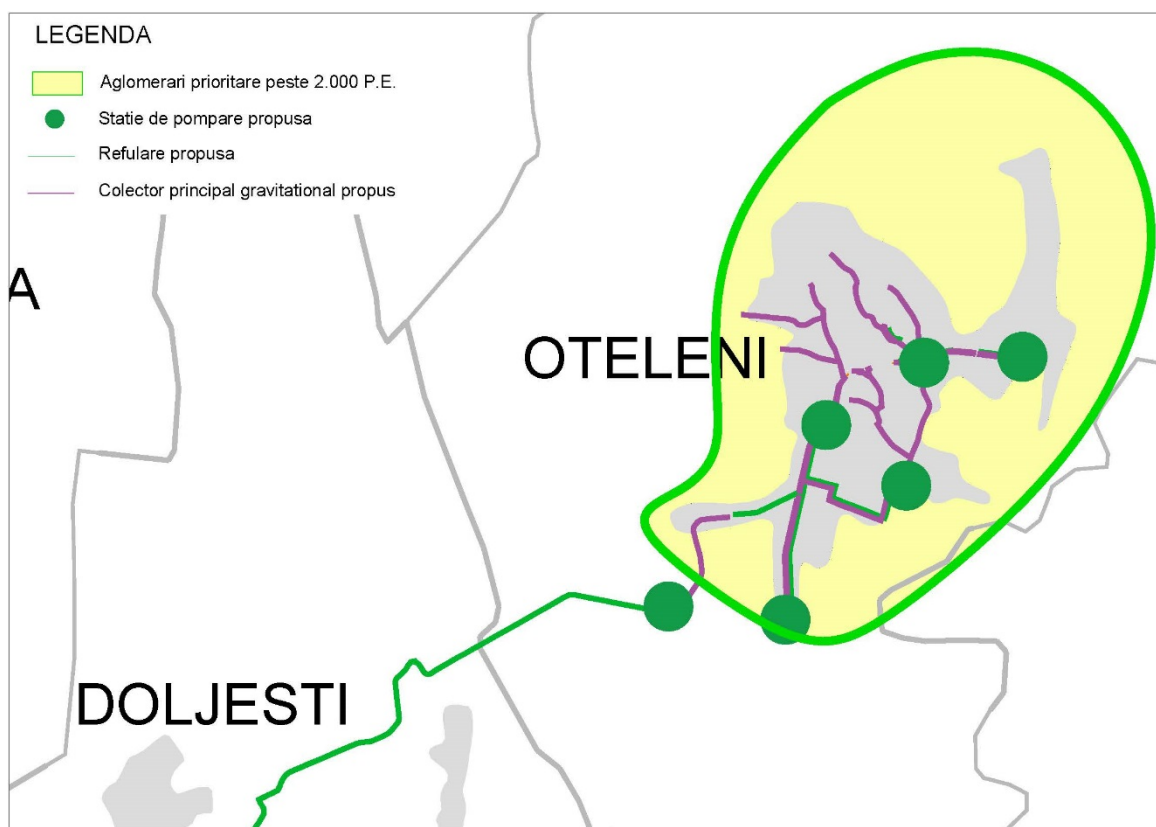 LEGENDA
Aglomerari prioritare peste 2.000 P.E.
Statie de pompare propusa
Refulare propusa
Colector principal gravitational propus
A
OTELENI
DOLJESTI